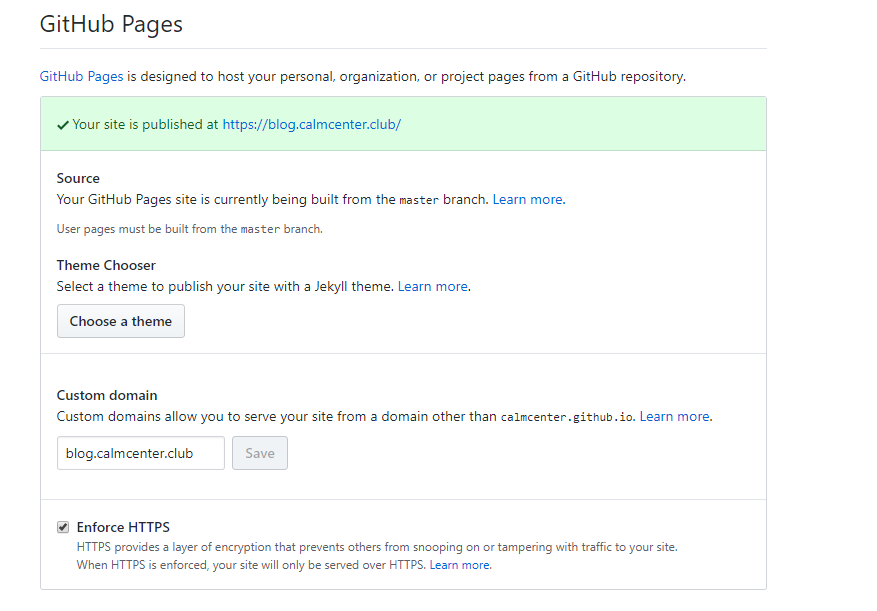 GitHub Pages
GitHub Pages is designed to host your personal, organization, or project pages from a GitHub repository.
Your site is published at https://blog.calmcenter.club/
Source
Your GitHub Pages site is currently being built from the master branch. Learn more.
User pages must be built from the master branch.
Theme Chooser
Select a theme to publish your site with a Jekyll theme. Learn more.
Choose a theme
Custom domain
Custom domains allow you to serve your site from a domain other than calmcenter.github.io. Learn more.
blog.calmcenter.club Save
Enforce HTTPS
HTTPS provides a layer of encryption that prevents others from snooping on or tampering with traffic to your site.
When HTTPS is enforced, your site will only be served over HTTPS. Learn more.